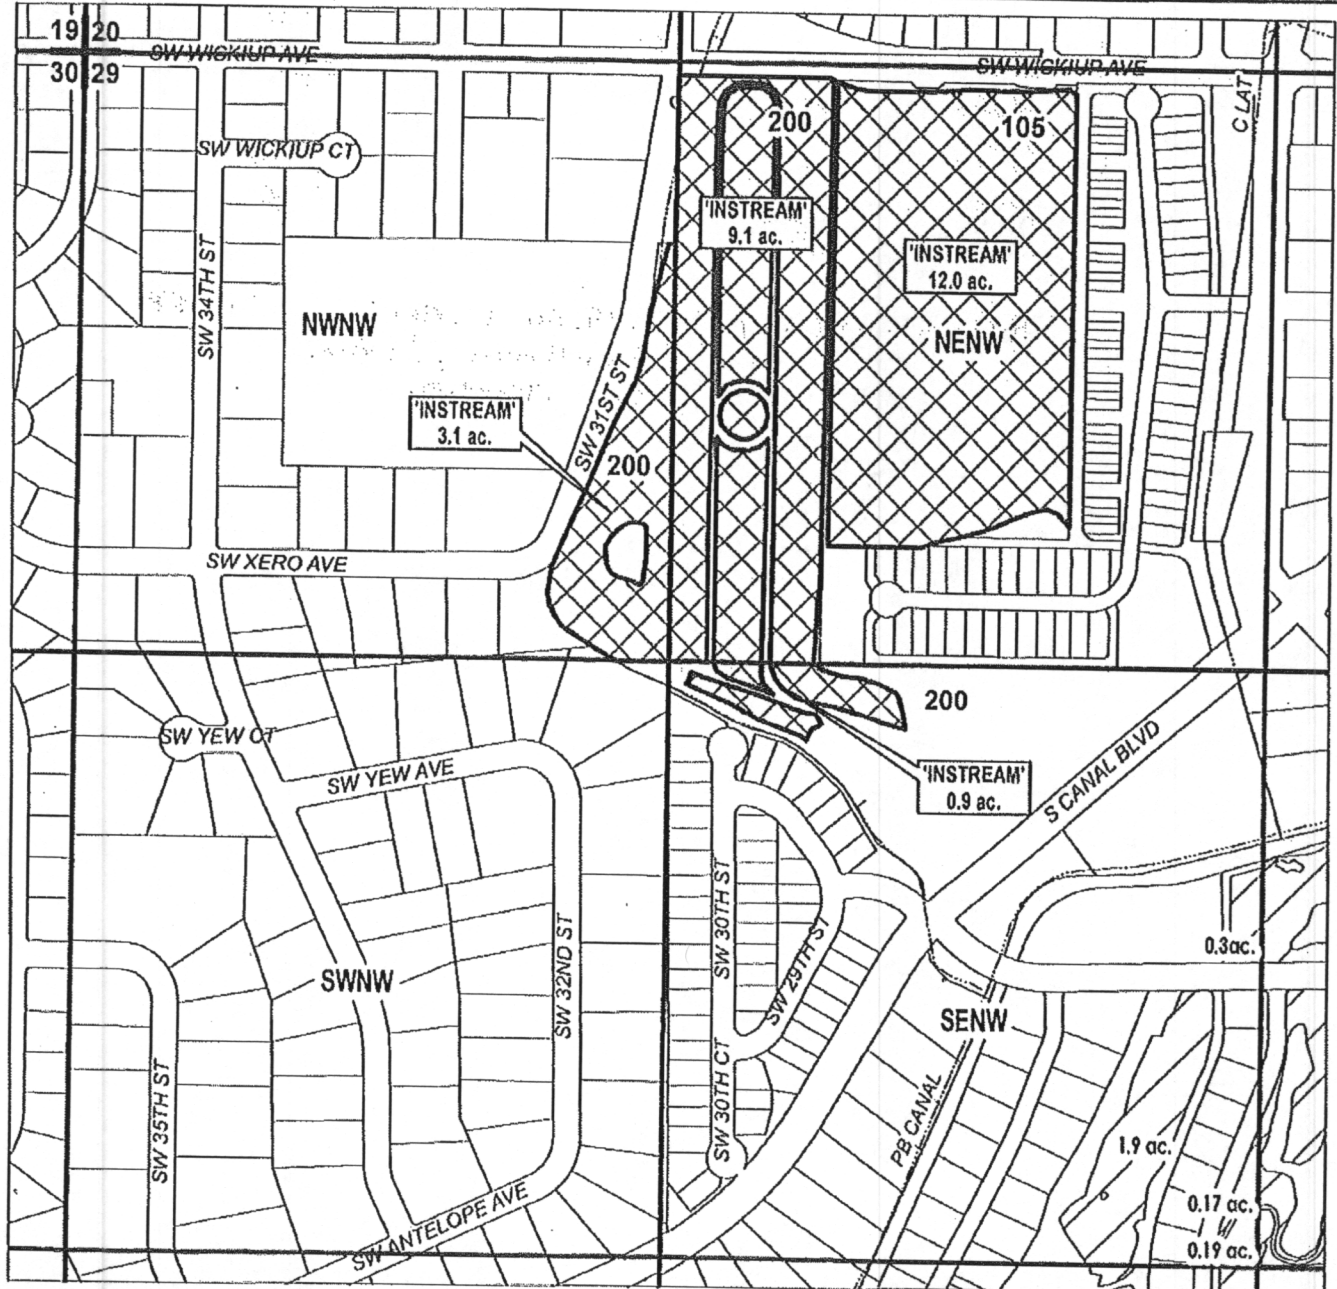 19 20
30 29
SW WICKIUP AVE
SW WICKIUP AVE
C LAT
200
105
SW WICKIUP CT
'INSTREAM'
9.1 ac.
'INSTREAM'
12.0 ac.
SW 34TH ST
NWNW
NENW
SW 31ST ST
'INSTREAM'
3.1 ac.
200
SW XERO AVE
200
SW YEW CT
SW YEW AVE
'INSTREAM'
0.9 ac.
S CANAL BLVD
SW 30TH ST
SW 29TH ST
SW 32ND ST
0.3ac.
SWNW
SENW
SW 35TH ST
SW 30TH CT
PB CANAL
1.9 ac.
0.17 ac.
W
0.19 ac.
SW ANTELOPE AVE